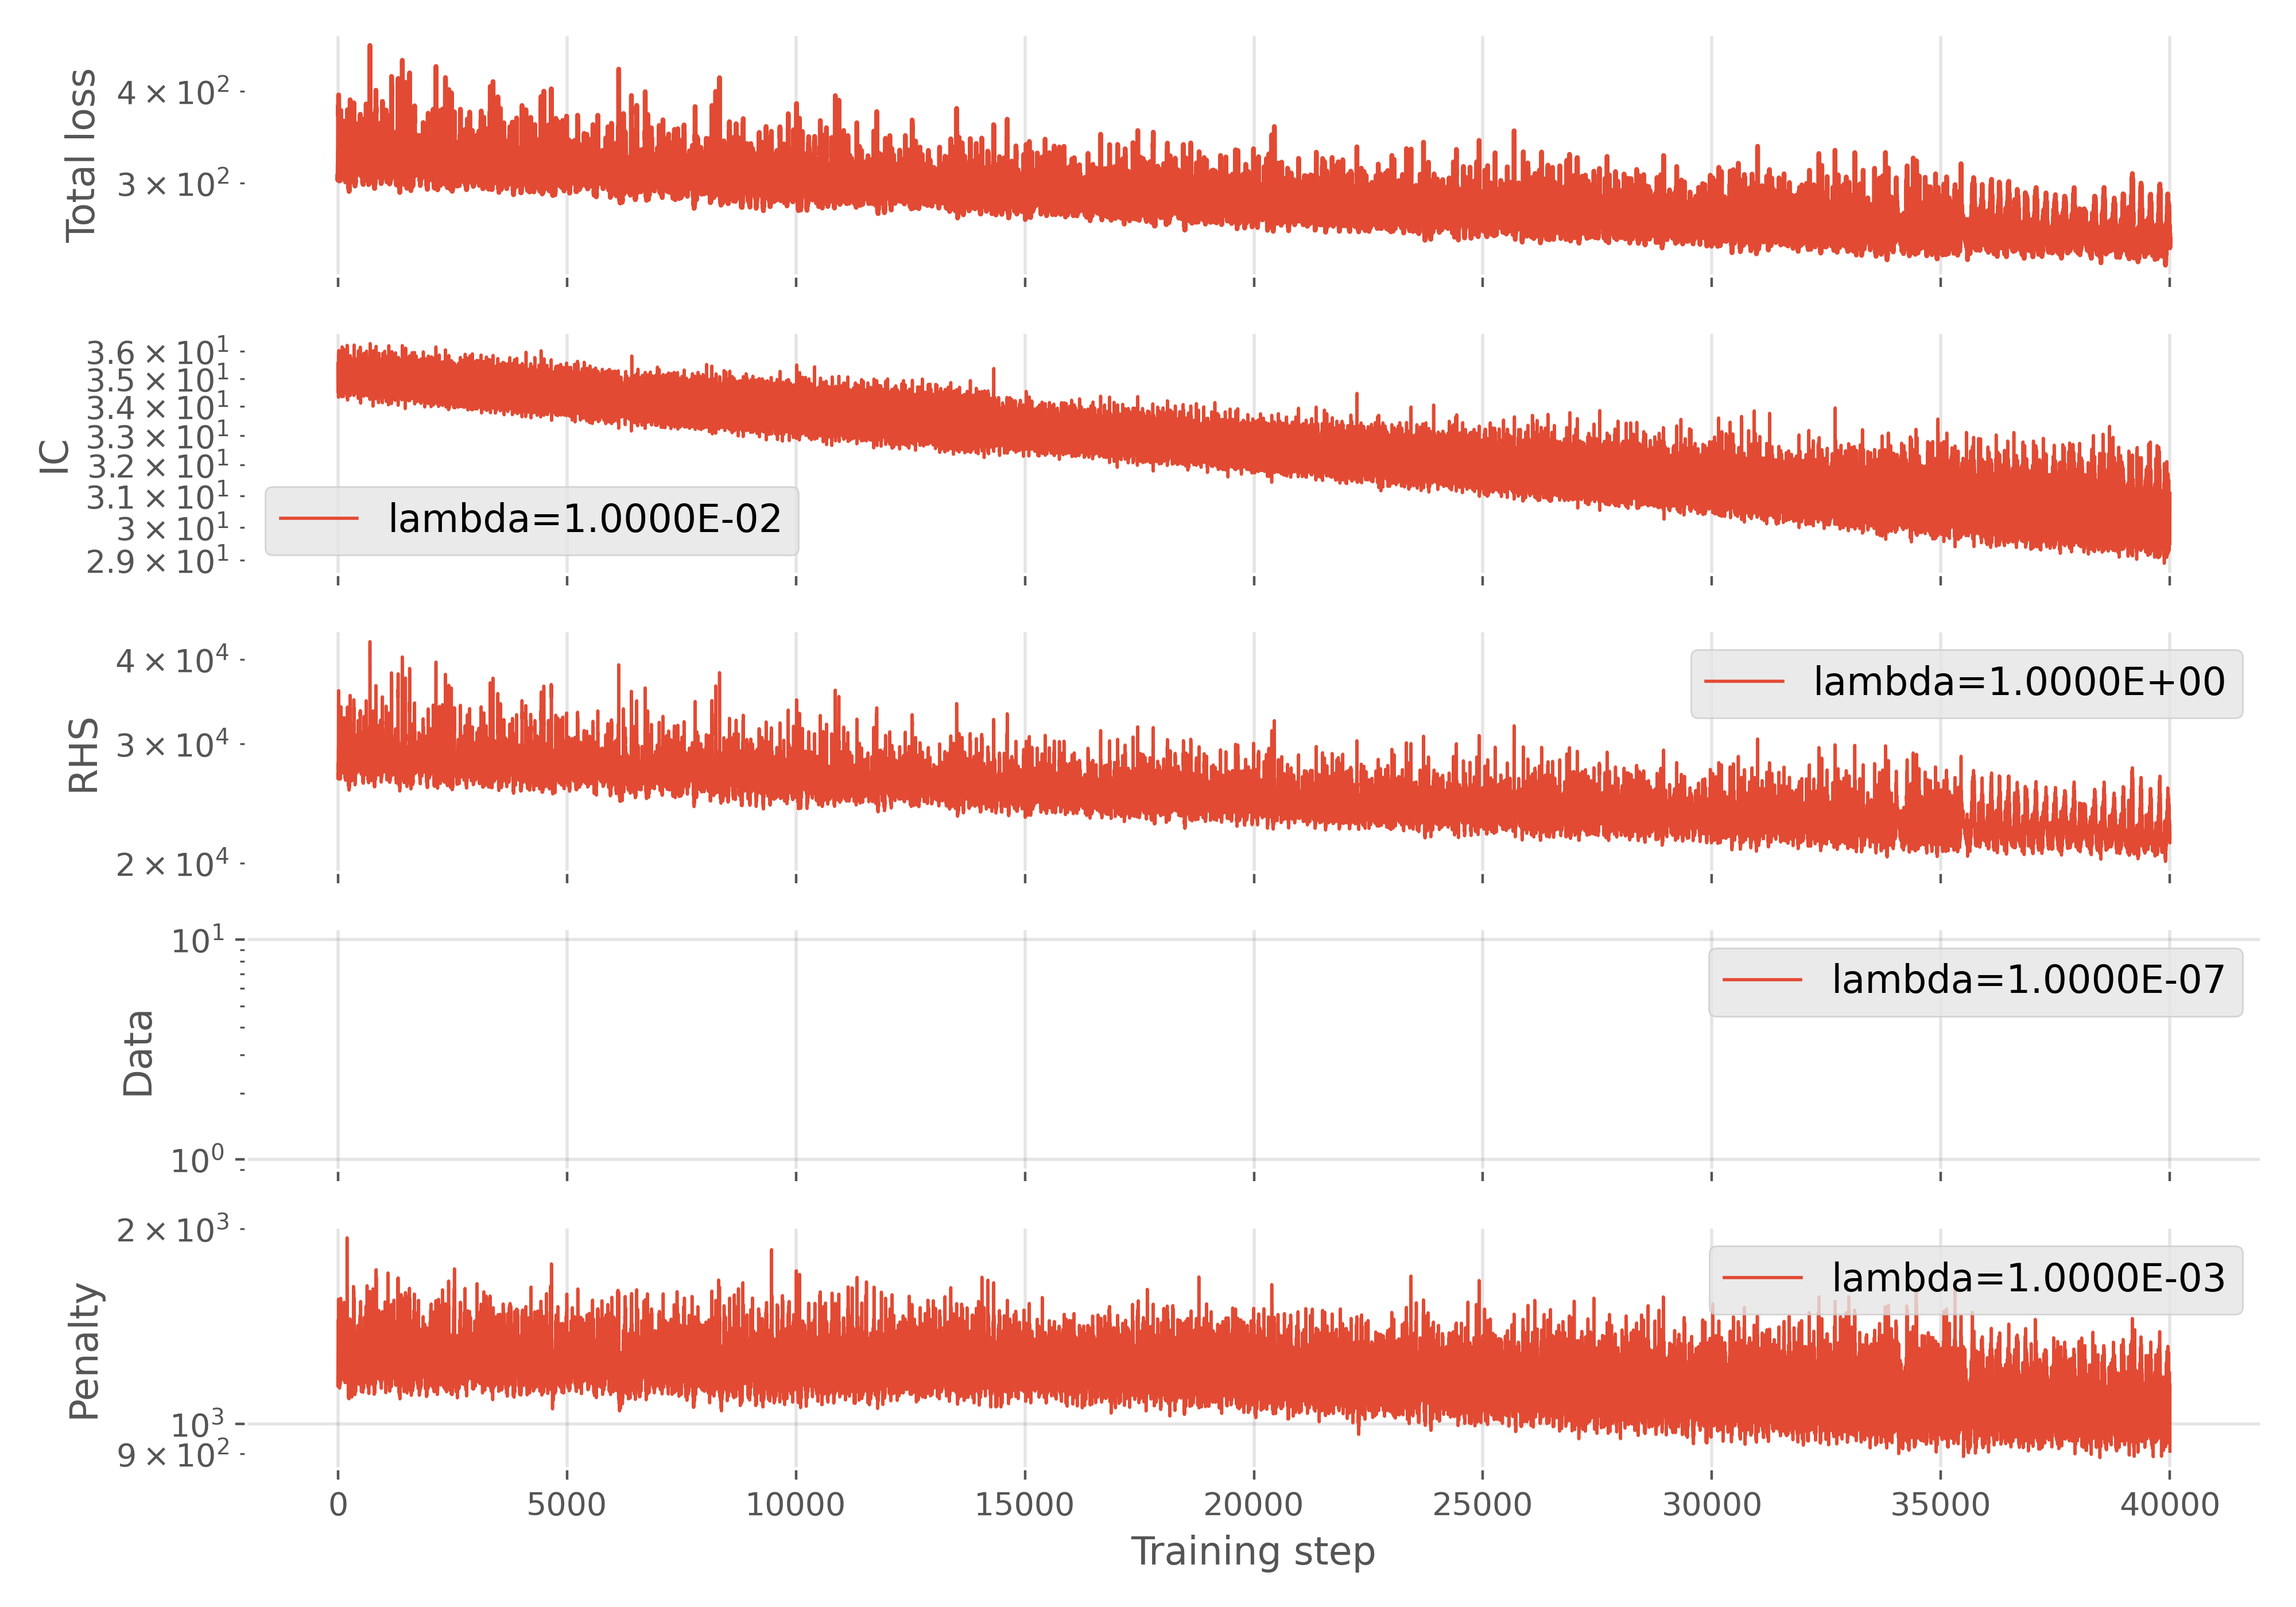 Total loss
4 × 10²
3 × 10²
IC
3.6 × 10¹
3.5 × 10¹
3.4 × 10¹
3.3 × 10¹
3.2 × 10¹
3.1 × 10¹
3 × 10¹
2.9 × 10¹
lambda=1.0000E-02
RHS
4 × 10⁴
3 × 10⁴
2 × 10⁴
lambda=1.0000E+00
Data
10¹
10⁰
lambda=1.0000E-07
Penalty
2 × 10³
10³
9 × 10²
lambda=1.0000E-03
0 5000 10000 15000 20000 25000 30000 35000 40000
Training step